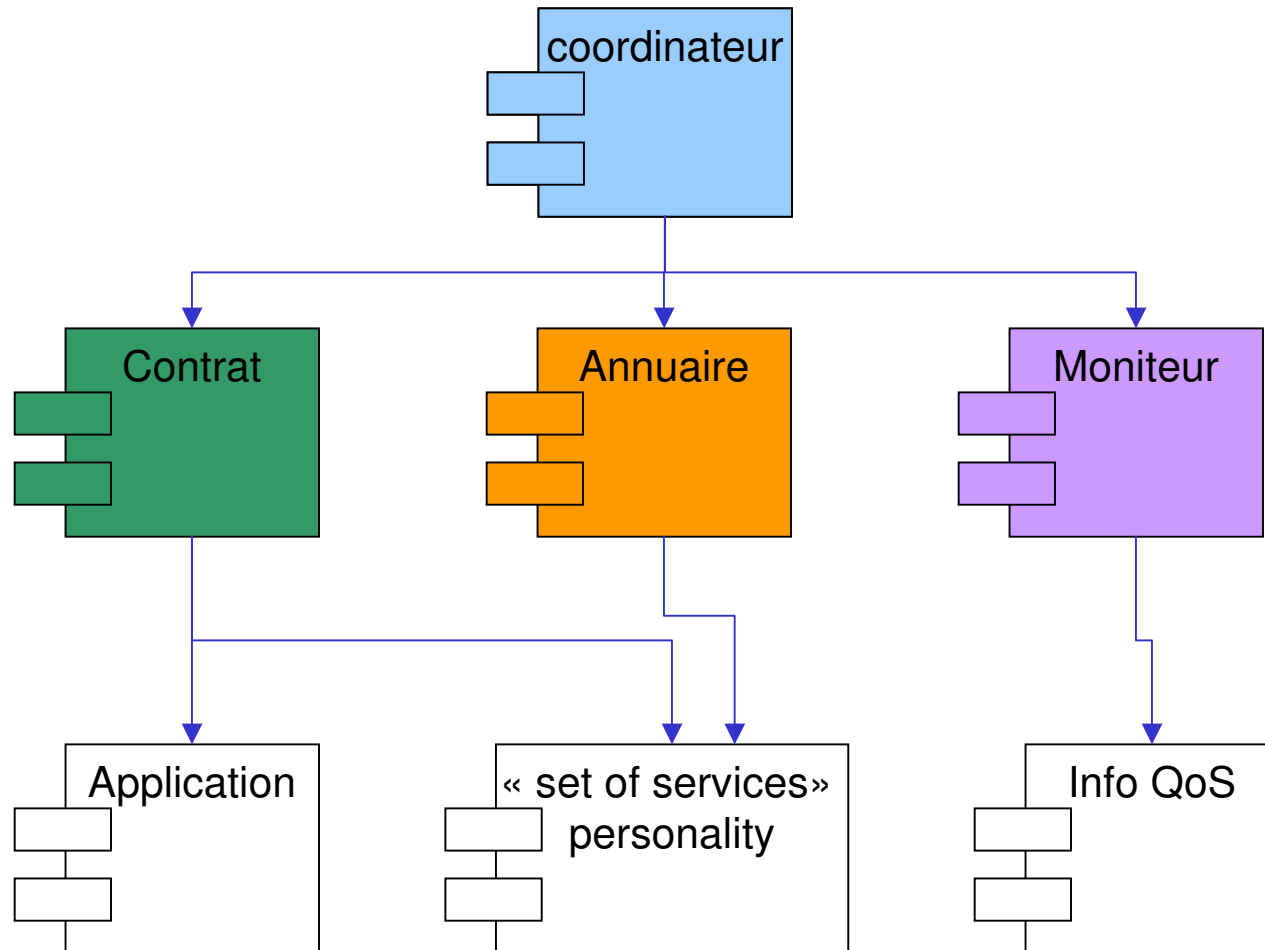 coordinateur
Contrat
Annuaire
Moniteur
Application
« set of services»
personality
Info QoS